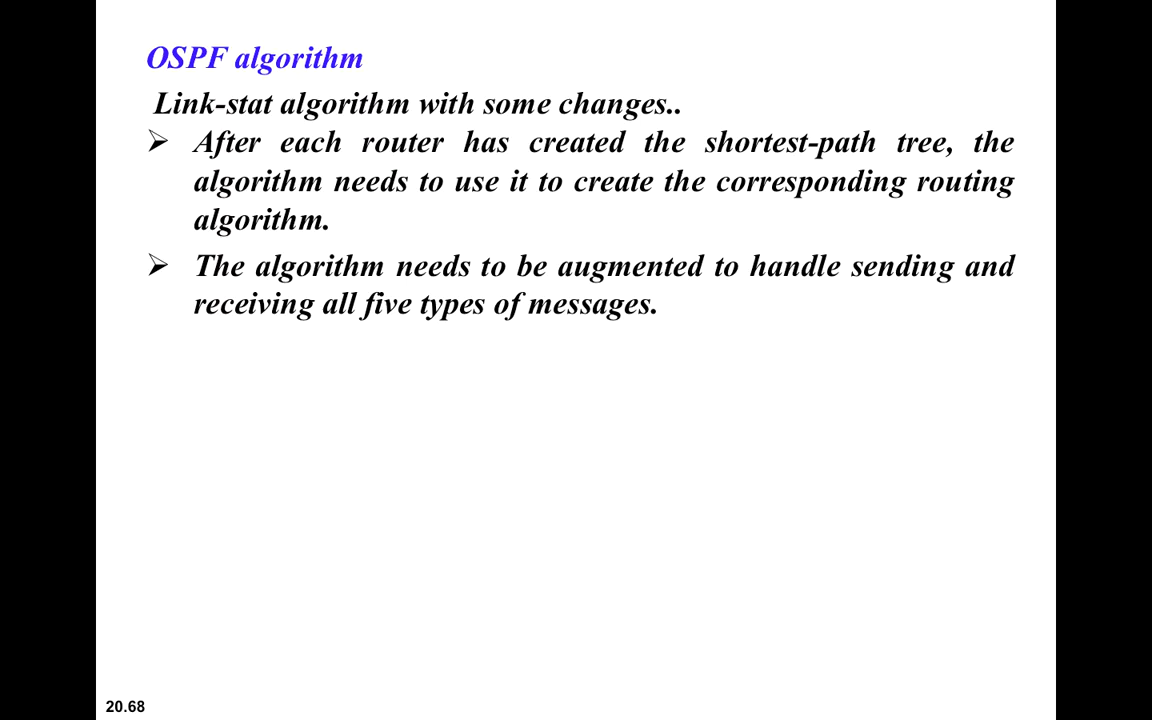 OSPF algorithm
Link-stat algorithm with some changes..
➢ After each router has created the shortest-path tree, the
algorithm needs to use it to create the corresponding routing
algorithm.
➢ The algorithm needs to be augmented to handle sending and
receiving all five types of messages.
20.68